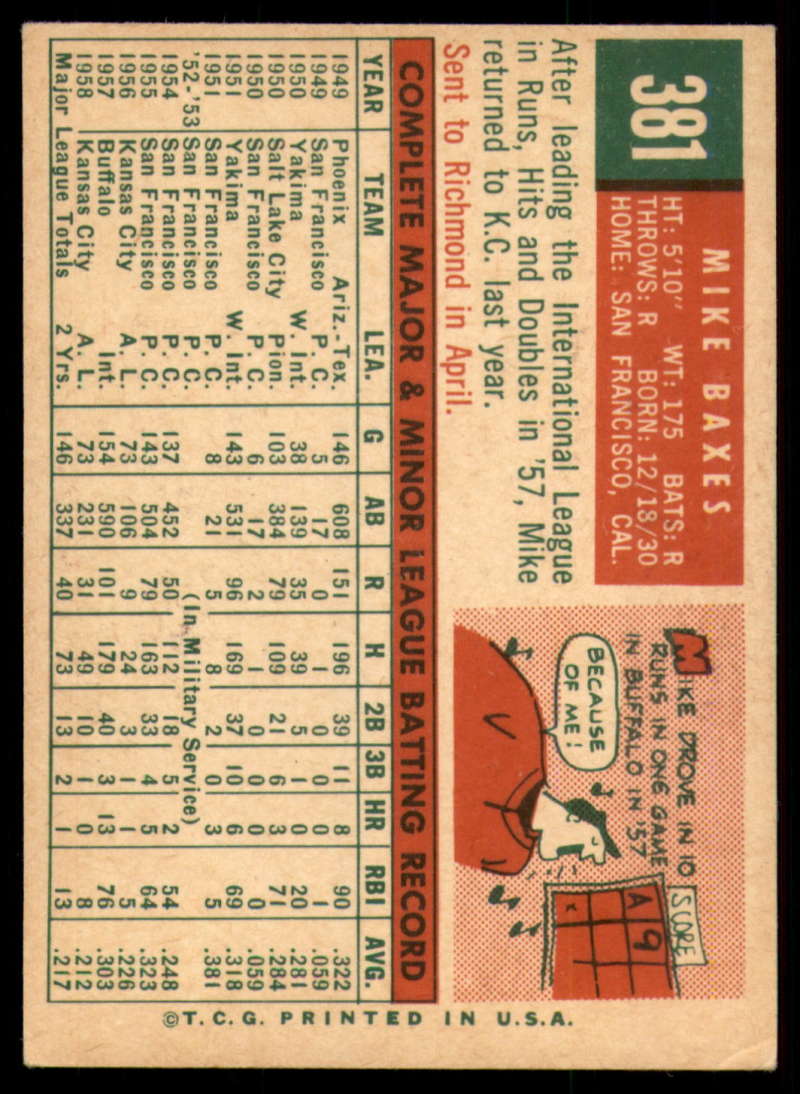 381
MIKE BAXES
HT: 5'10" WT: 175 BATS: R
THROWS: R BORN: 12/18/30
HOME: SAN FRANCISCO, CAL.
After leading the International League
in Runs, Hits and Doubles in '57, Mike
returned to K.C. last year.
Sent to Richmond in April.
MIKE DROVE IN 10
RUNS IN ONE GAME
IN BUFFALO IN '57
BECAUSE
OF ME!
SCORE
A 9
x
COMPLETE MAJOR & MINOR LEAGUE BATTING RECORD
YEAR TEAM LEA. G AB R H 2B 3B HR RBI AVG.
1949 Phoenix Ariz.-Tex. 146 608 151 196 39 11 8 90 .322
1949 San Francisco P. C. 5 17 0 1 0 0 0 1 .059
1950 Yakima W. Int. 38 139 35 39 5 1 0 20 .281
1950 Salt Lake City Pion. 103 384 79 109 21 6 3 71 .284
1950 San Francisco P. C. 6 17 2 1 0 0 0 0 .059
1951 Yakima W. Int. 143 531 96 169 37 10 6 69 .318
1951 San Francisco P. C. 8 21 5 8 2 0 3 5 .381
'52-'53 San Francisco P. C. (In Military Service)
1954 San Francisco P. C. 137 452 50 112 18 5 2 54 .248
1955 San Francisco P. C. 143 504 79 163 33 4 5 64 .323
1956 Kansas City A. L. 73 106 9 24 3 1 1 5 .226
1957 Buffalo Int. 154 590 101 179 40 3 13 76 .303
1958 Kansas City A. L. 73 231 31 49 10 1 0 8 .212
Major League Totals 2 Yrs. 146 337 40 73 13 2 1 13 .217
©T.C.G. PRINTED IN U.S.A.